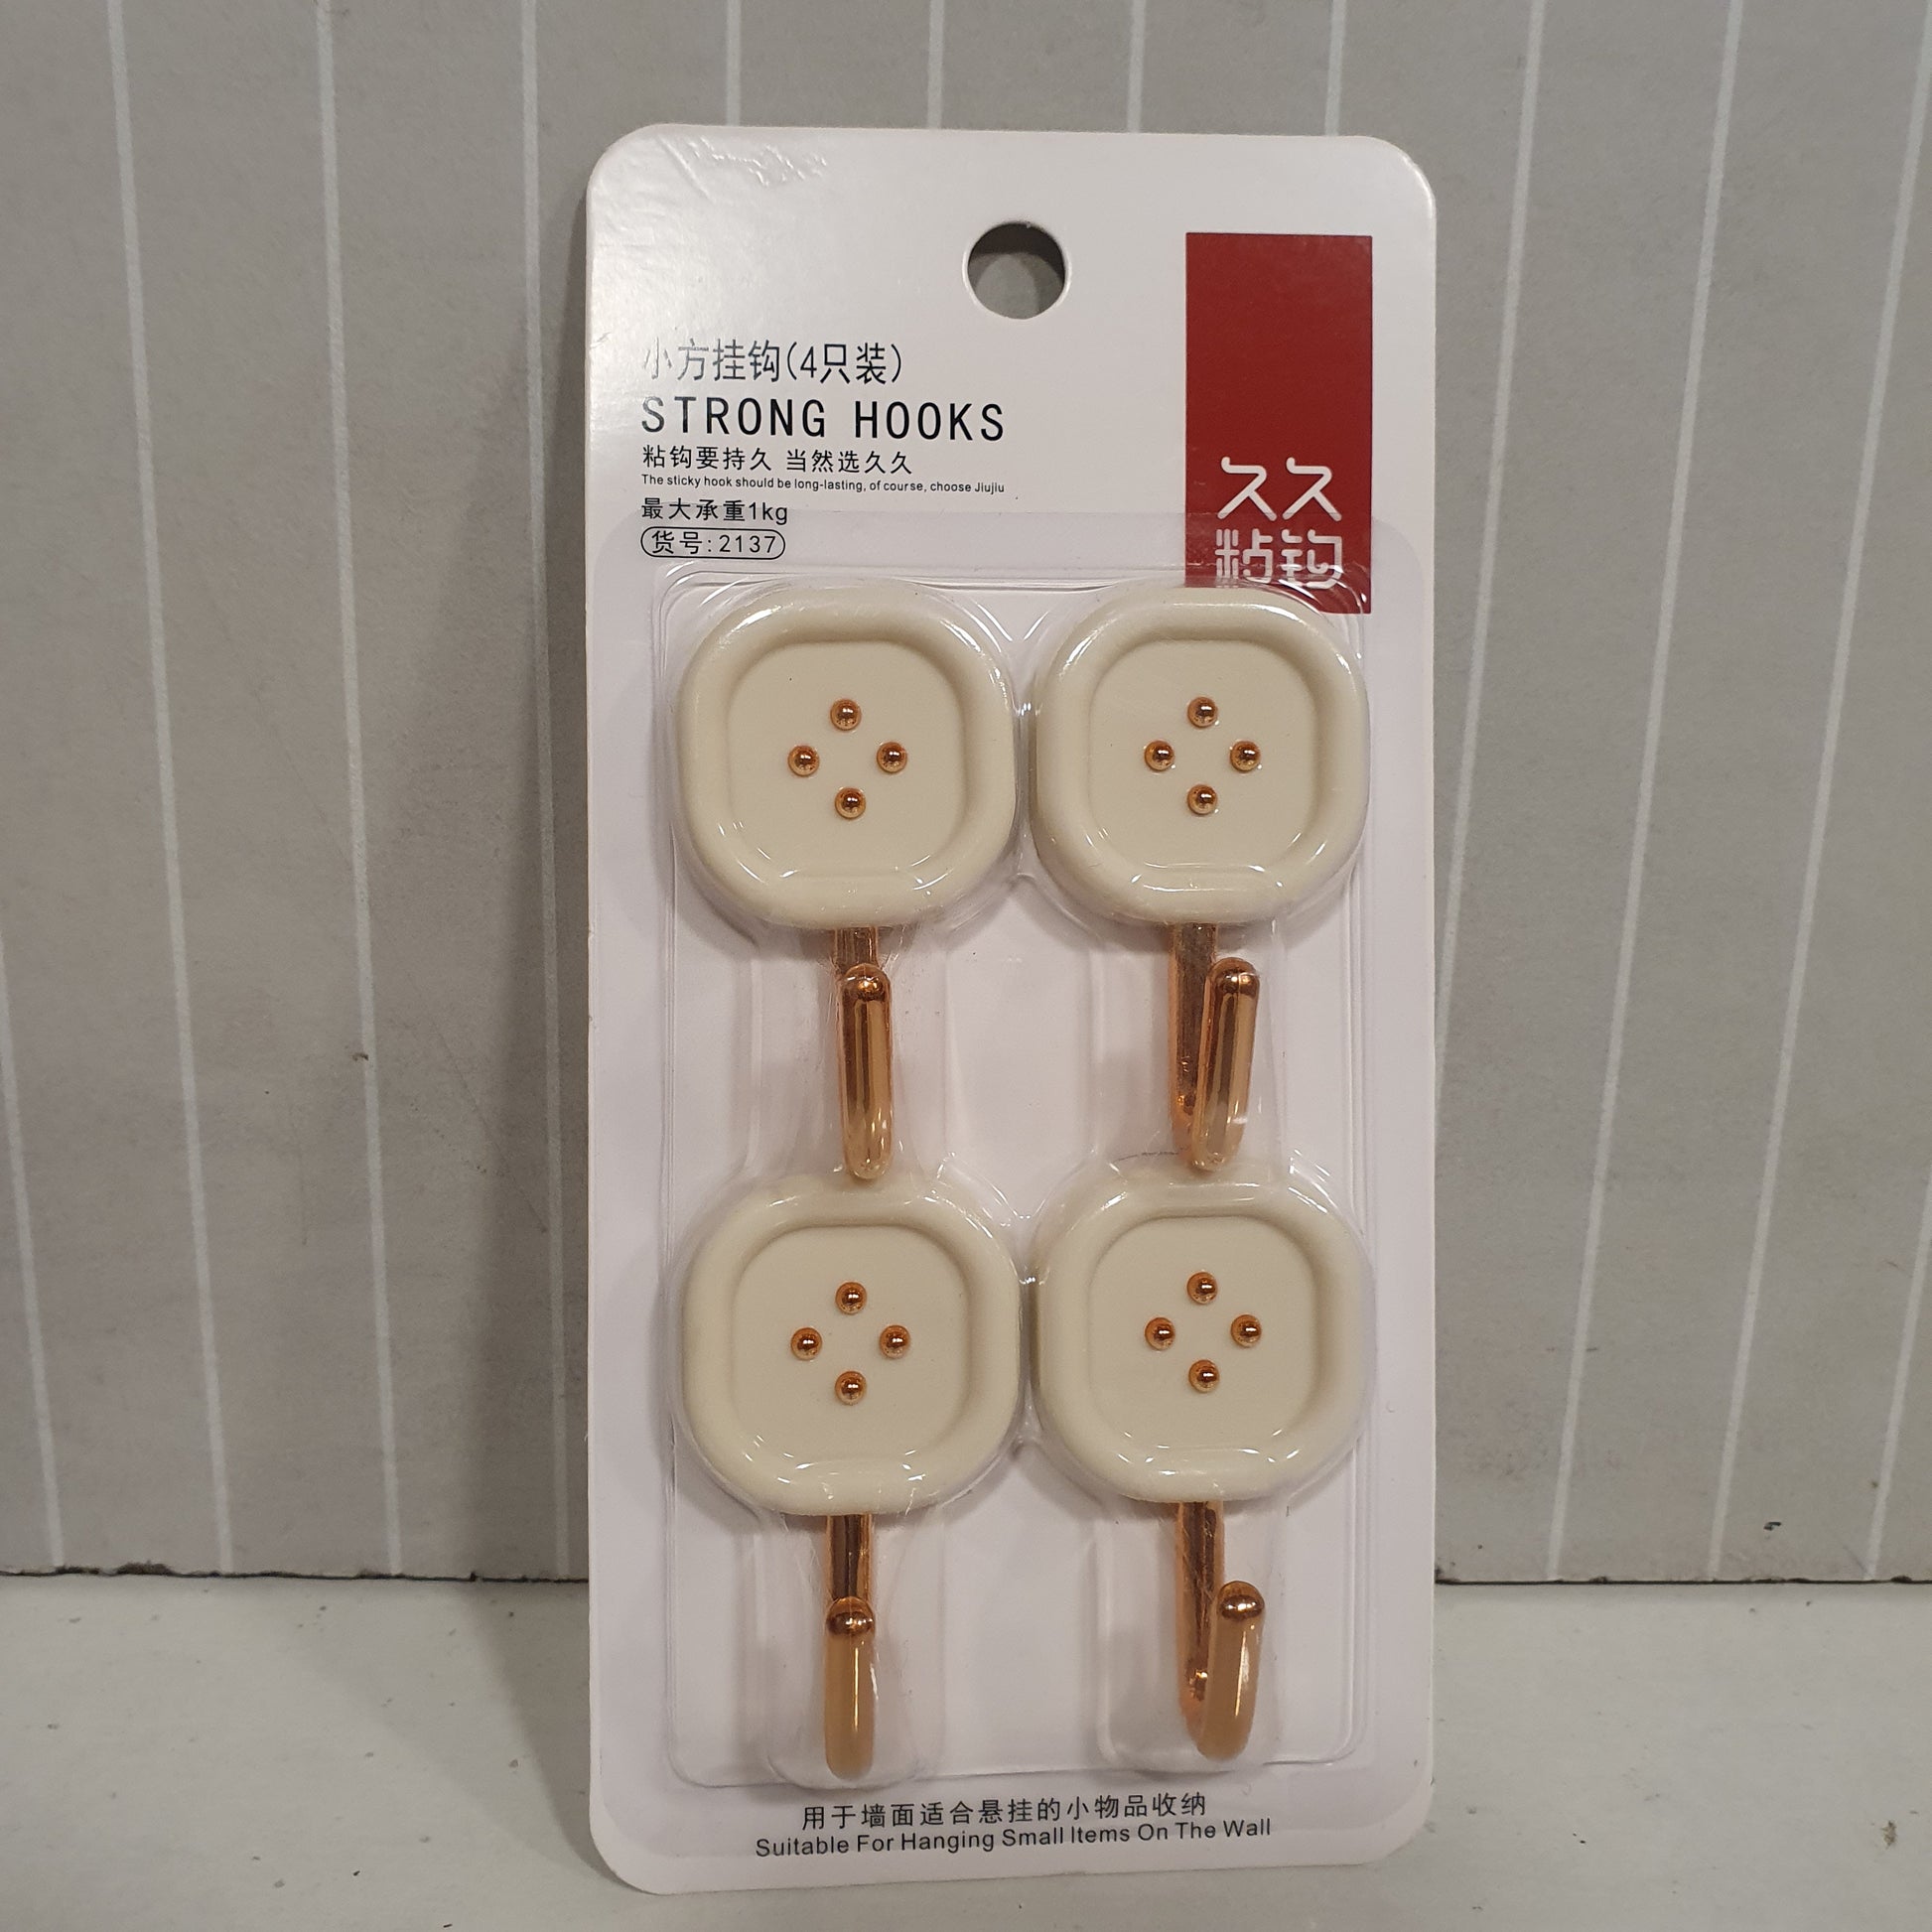 小方挂钩(4只装)
STRONG HOOKS
粘钩要持久 当然选久久
The sticky hook should be long-lasting, of course, choose Jiujiu
最大承重1kg
货号:2137
久久
粘钩
用于墙面适合悬挂的小物品收纳
Suitable For Hanging Small Items On The Wall